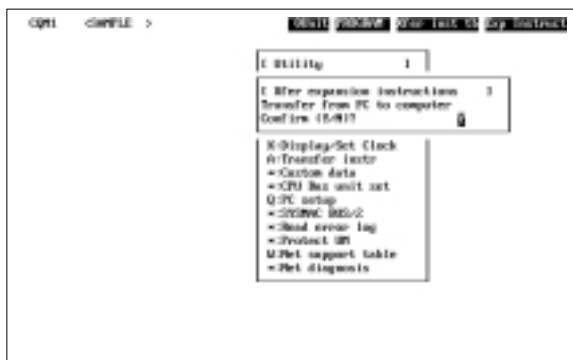 CQM1 <SAMPLE >
[ Utility ]
[ Xfer expansion instructions ]
Transfer from PC to computer
Confirm (Y/N)?
K:Display/Set Clock
A:Transfer instr
=:Custom data
=:CPU Bus unit set
Q:PC setup
=:SYSMAC BUS/2
=:Read error log
=:Protect UM
W:Net support table
=:Net diagnosis